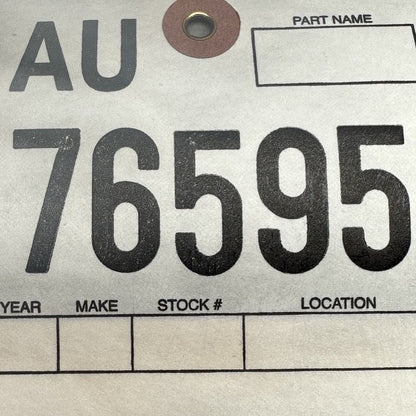 AU
PART NAME
76595
YEAR MAKE STOCK # LOCATION